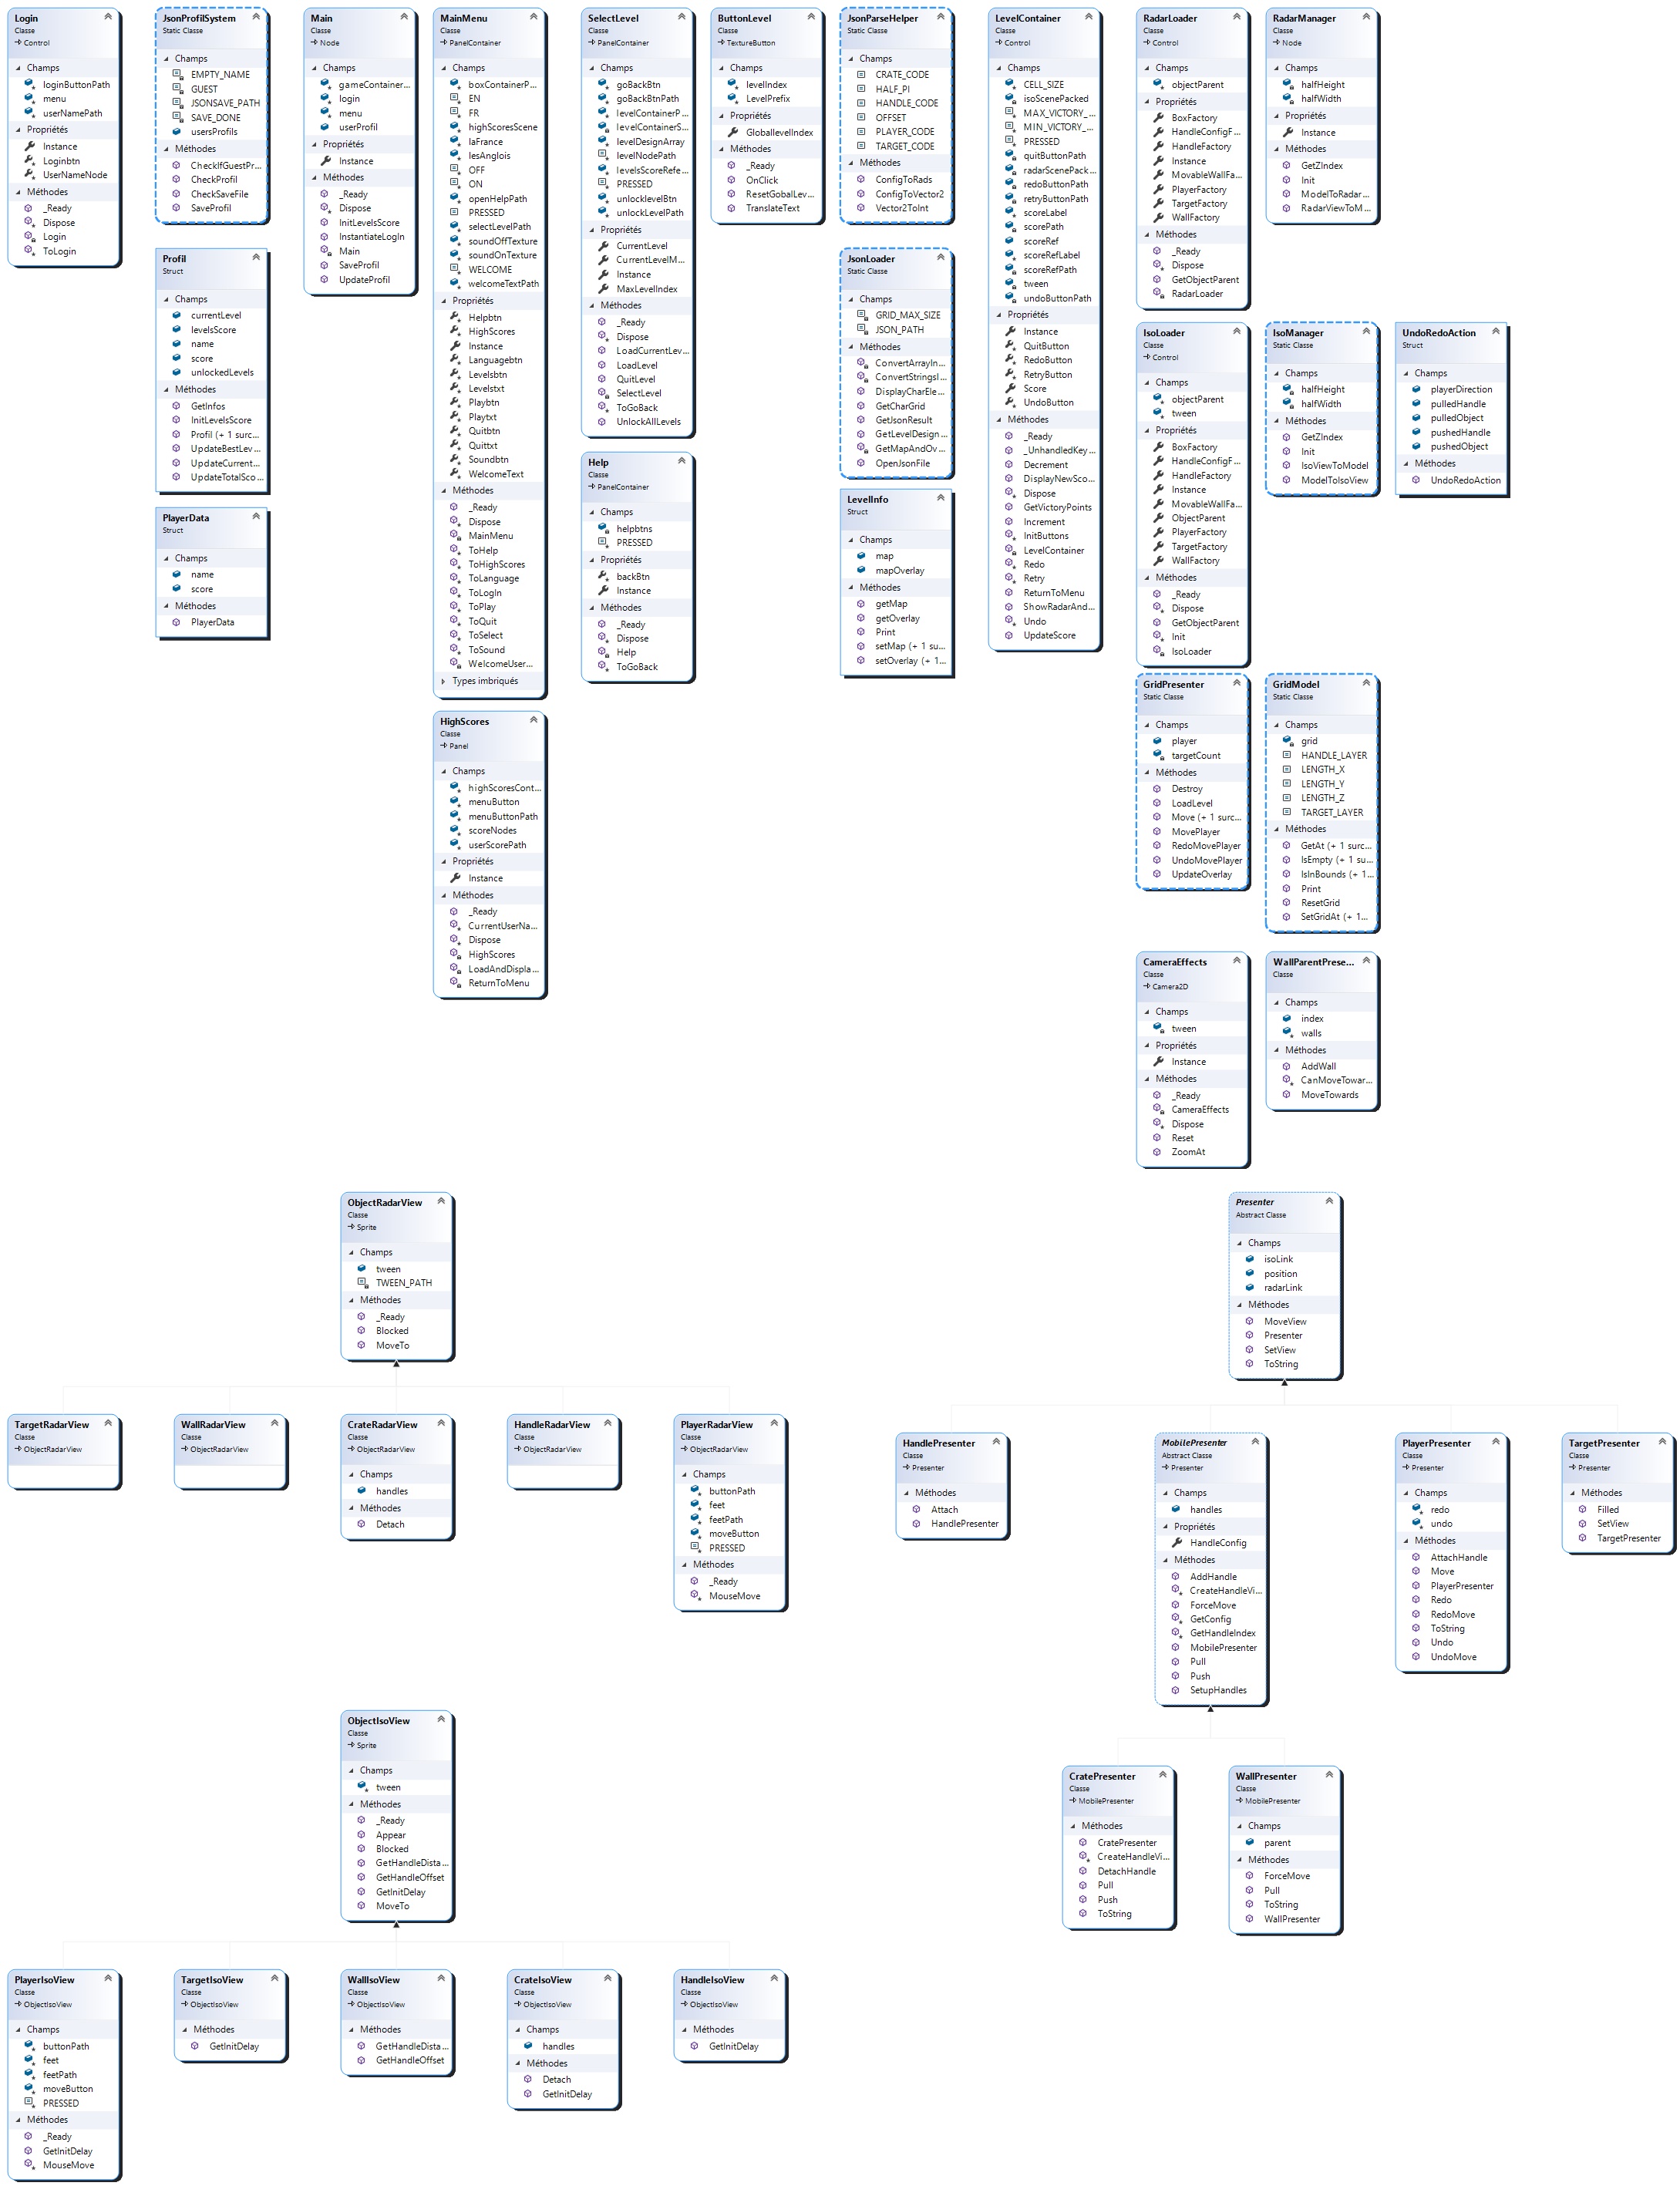 Login
Classe
Control
Champs
loginButtonPath
menu
userNamePath
Propriétés
Instance
Loginbtn
UserNameNode
Méthodes
_Ready
Dispose
Login
ToLogin
JsonProfilSystem
Static Classe
Champs
EMPTY_NAME
GUEST
JSONSAVE_PATH
SAVE_DONE
usersProfils
Méthodes
CheckIfGuestPr...
CheckProfil
CheckSaveFile
SaveProfil
Profil
Struct
Champs
currentLevel
levelsScore
name
score
unlockedLevels
Méthodes
GetInfos
InitLevelsScore
Profil (+ 1 surc...
UpdateBestLev...
UpdateCurrent...
UpdateTotalSco...
PlayerData
Struct
Champs
name
score
Méthodes
PlayerData
Main
Classe
Node
Champs
gameContainer...
login
menu
userProfil
Propriétés
Instance
Méthodes
_Ready
Dispose
InitLevelsScore
InstantiateLogIn
Main
SaveProfil
UpdateProfil
MainMenu
Classe
PanelContainer
Champs
boxContainerP...
EN
FR
highScoresScene
laFrance
lesAnglois
OFF
ON
openHelpPath
PRESSED
selectLevelPath
soundOffTexture
soundOnTexture
WELCOME
welcomeTextPath
Propriétés
Helpbtn
HighScores
Instance
Languagebtn
Levelsbtn
Levelstxt
Playbtn
Playtxt
Quitbtn
Quittxt
Soundbtn
WelcomeText
Méthodes
_Ready
Dispose
MainMenu
ToHelp
ToHighScores
ToLanguage
ToLogIn
ToPlay
ToQuit
ToSelect
ToSound
WelcomeUser...
Types imbriqués
HighScores
Classe
Panel
Champs
highScoresCont...
menuButton
menuButtonPath
scoreNodes
userScorePath
Propriétés
Instance
Méthodes
_Ready
CurrentUserNa...
Dispose
HighScores
LoadAndDispla...
ReturnToMenu
SelectLevel
Classe
PanelContainer
Champs
goBackBtn
goBackBtnPath
levelContainerP...
levelContainerS...
levelDesignArray
levelNodePath
levelsScoreRefe...
PRESSED
unlocklevelBtn
unlockLevelPath
Propriétés
CurrentLevel
CurrentLevelM...
Instance
MaxLevelIndex
Méthodes
_Ready
Dispose
LoadCurrentLev...
LoadLevel
QuitLevel
SelectLevel
ToGoBack
UnlockAllLevels
Help
Classe
PanelContainer
Champs
helpbtns
PRESSED
Propriétés
backBtn
Instance
Méthodes
_Ready
Dispose
Help
ToGoBack
ButtonLevel
Classe
TextureButton
Champs
levelIndex
LevelPrefix
Propriétés
GloballevelIndex
Méthodes
_Ready
OnClick
ResetGobalLev...
TranslateText
JsonParseHelper
Static Classe
Champs
CRATE_CODE
HALF_PI
HANDLE_CODE
OFFSET
PLAYER_CODE
TARGET_CODE
Méthodes
ConfigToRads
ConfigToVector2
Vector2ToInt
JsonLoader
Static Classe
Champs
GRID_MAX_SIZE
JSON_PATH
Méthodes
ConvertArrayIn...
ConvertStringsI...
DisplayCharEle...
GetCharGrid
GetJsonResult
GetLevelDesign...
GetMapAndOv...
OpenJsonFile
LevelInfo
Struct
Champs
map
mapOverlay
Méthodes
getMap
getOverlay
Print
setMap (+ 1 su...
setOverlay (+ 1...
LevelContainer
Classe
Control
Champs
CELL_SIZE
isoScenePacked
MAX_VICTORY_...
MIN_VICTORY_...
PRESSED
quitButtonPath
radarScenePack...
redoButtonPath
retryButtonPath
scoreLabel
scorePath
scoreRef
scoreRefLabel
scoreRefPath
tween
undoButtonPath
Propriétés
Instance
QuitButton
RedoButton
RetryButton
Score
UndoButton
Méthodes
_Ready
_UnhandledKey...
Decrement
DisplayNewSco...
Dispose
GetVictoryPoints
Increment
InitButtons
LevelContainer
Redo
Retry
ReturnToMenu
ShowRadarAnd...
Undo
UpdateScore
RadarLoader
Classe
Control
Champs
objectParent
Propriétés
BoxFactory
HandleConfigF...
HandleFactory
Instance
MovableWallFa...
PlayerFactory
TargetFactory
WallFactory
Méthodes
_Ready
Dispose
GetObjectParent
RadarLoader
RadarManager
Classe
Node
Champs
halfHeight
halfWidth
Propriétés
Instance
Méthodes
GetZIndex
Init
ModelToRadar...
RadarViewToM...
IsoLoader
Classe
Control
Champs
objectParent
tween
Propriétés
BoxFactory
HandleConfigF...
HandleFactory
Instance
MovableWallFa...
ObjectParent
PlayerFactory
TargetFactory
WallFactory
Méthodes
_Ready
Dispose
GetObjectParent
Init
IsoLoader
IsoManager
Static Classe
Champs
halfHeight
halfWidth
Méthodes
GetZIndex
Init
IsoViewToModel
ModelToIsoView
UndoRedoAction
Struct
Champs
playerDirection
pulledHandle
pulledObject
pushedHandle
pushedObject
Méthodes
UndoRedoAction
GridPresenter
Static Classe
Champs
player
targetCount
Méthodes
Destroy
LoadLevel
Move (+ 1 surc...
MovePlayer
RedoMovePlayer
UndoMovePlayer
UpdateOverlay
GridModel
Static Classe
Champs
grid
HANDLE_LAYER
LENGTH_X
LENGTH_Y
LENGTH_Z
TARGET_LAYER
Méthodes
GetAt (+ 1 surc...
IsEmpty (+ 1 su...
IsInBounds (+ 1...
Print
ResetGrid
SetGridAt (+ 1...
CameraEffects
Classe
Camera2D
Champs
tween
Propriétés
Instance
Méthodes
_Ready
CameraEffects
Dispose
Reset
ZoomAt
WallParentPrese...
Classe
Champs
index
walls
Méthodes
AddWall
CanMoveTowar...
MoveTowards
ObjectRadarView
Classe
Sprite
Champs
tween
TWEEN_PATH
Méthodes
_Ready
Blocked
MoveTo
TargetRadarView
Classe
ObjectRadarView
WallRadarView
Classe
ObjectRadarView
CrateRadarView
Classe
ObjectRadarView
Champs
handles
Méthodes
Detach
HandleRadarView
Classe
ObjectRadarView
PlayerRadarView
Classe
ObjectRadarView
Champs
buttonPath
feet
feetPath
moveButton
PRESSED
Méthodes
_Ready
MouseMove
Presenter
Abstract Classe
Champs
isoLink
position
radarLink
Méthodes
MoveView
Presenter
SetView
ToString
HandlePresenter
Classe
Presenter
Méthodes
Attach
HandlePresenter
MobilePresenter
Abstract Classe
Presenter
Champs
handles
Propriétés
HandleConfig
Méthodes
AddHandle
CreateHandleVi...
ForceMove
GetConfig
GetHandleIndex
MobilePresenter
Pull
Push
SetupHandles
PlayerPresenter
Classe
Presenter
Champs
redo
undo
Méthodes
AttachHandle
Move
PlayerPresenter
Redo
RedoMove
ToString
Undo
UndoMove
TargetPresenter
Classe
Presenter
Méthodes
Filled
SetView
TargetPresenter
CratePresenter
Classe
MobilePresenter
Méthodes
CratePresenter
CreateHandleVi...
DetachHandle
Pull
Push
ToString
WallPresenter
Classe
MobilePresenter
Champs
parent
Méthodes
ForceMove
Pull
ToString
WallPresenter
ObjectIsoView
Classe
Sprite
Champs
tween
Méthodes
_Ready
Appear
Blocked
GetHandleDista...
GetHandleOffset
GetInitDelay
MoveTo
PlayerIsoView
Classe
ObjectIsoView
Champs
buttonPath
feet
feetPath
moveButton
PRESSED
Méthodes
_Ready
GetInitDelay
MouseMove
TargetIsoView
Classe
ObjectIsoView
Méthodes
GetInitDelay
WallIsoView
Classe
ObjectIsoView
Méthodes
GetHandleDista...
GetHandleOffset
CrateIsoView
Classe
ObjectIsoView
Champs
handles
Méthodes
Detach
GetInitDelay
HandleIsoView
Classe
ObjectIsoView
Méthodes
GetInitDelay